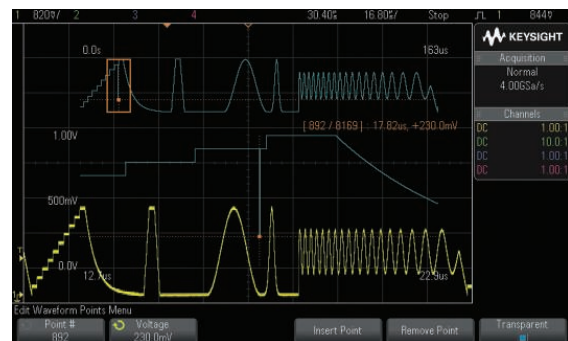 1 820▽/ 2 3 4 30.40s 16.80s/ Stop 1 844▽
KEYSIGHT
0.0s 163us
Acquisition
Normal
4.00GSa/s
[ 892 / 8169 ] : 17.82us, +230.0mV
Channels
DC 1.00:1
DC 10.0:1
DC 1.00:1
DC 1.00:1
1.00V
500mV
0.0V
12.7us 22.9us
Edit Waveform Points Menu
Point # Voltage Insert Point Remove Point Transparent
892 230.0mV